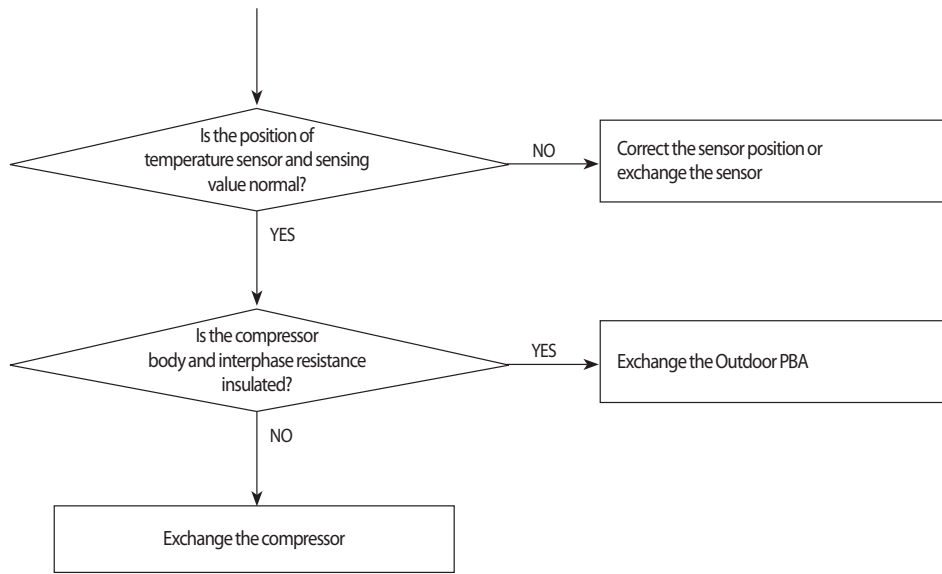 Is the position of
temperature sensor and sensing
value normal?
NO
Correct the sensor position or
exchange the sensor
YES
Is the compressor
body and interphase resistance
insulated?
YES
Exchange the Outdoor PBA
NO
Exchange the compressor